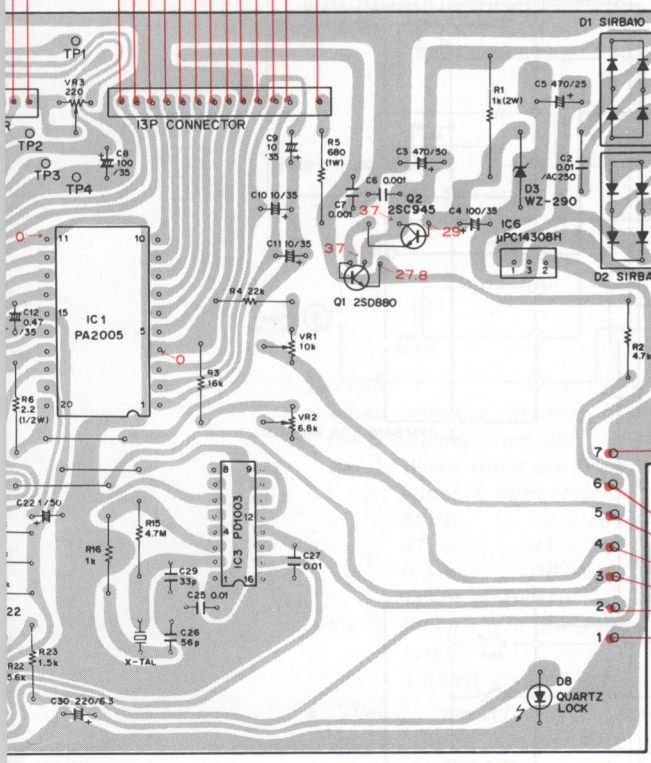 D1 SIRBA10
TP1
VR3
220
R
13P CONNECTOR
TP2
TP3
TP4
C8
100
/35
C9
10
/35
R5
680
(1W)
C3 470/50
R1
1k(2W)
C5 470/25
C2
0.01
/AC250
D3
WZ-290
C6 0.001
C7
0.001
Q2
2SC945
C4 100/35
IC6
μPC14308H
1 3 2
D2 SIRBA
C10 10/35
C11 10/35
37
29
37
27.8
Q1 2SD880
0
11 10
15 5
20 1
IC1
PA2005
0
C12
0.47
/35
R4 22k
VR1
10k
R3
16k
VR2
6.8k
R2
4.7k
R6
2.2
(1/2W)
7
6
5
4
3
2
1
C22 1/50
R16
1k
R15
4.7M
8 9
4 12
1 16
IC3 PD1003
C29
33p
C27
0.01
C25 0.01
C26
56p
X-TAL
22
R23
1.5k
R22
5.6k
C30 220/6.3
D8
QUARTZ
LOCK